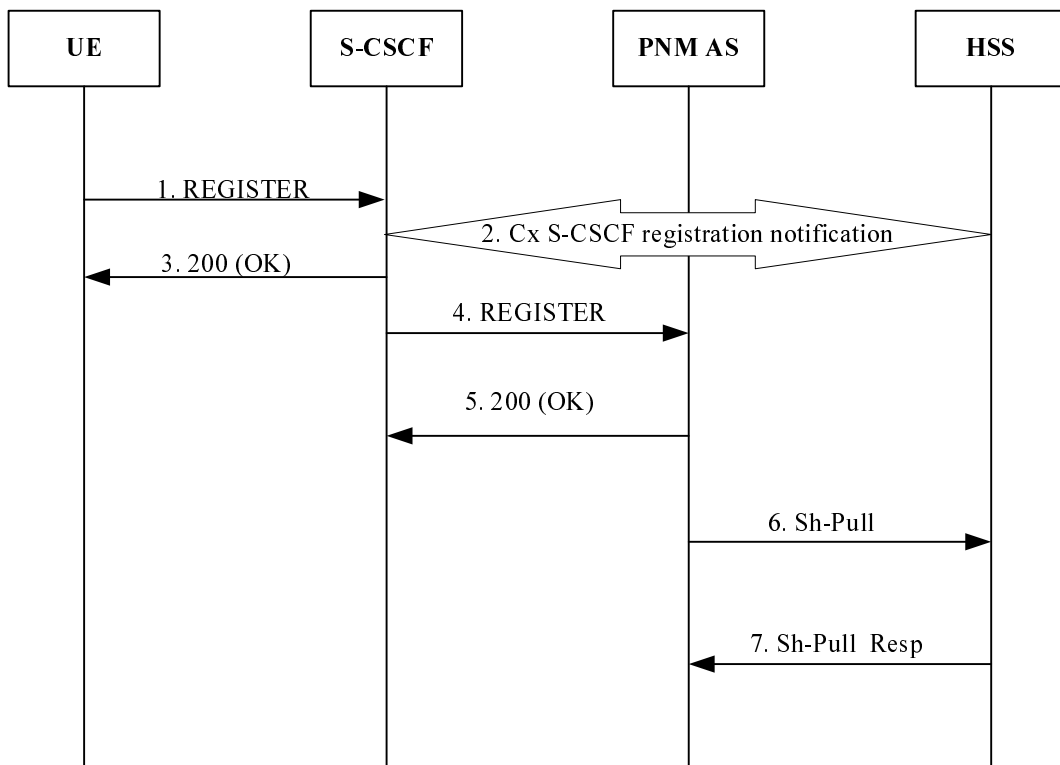 UE
S-CSCF
PNM AS
HSS
1. REGISTER
2. Cx S-CSCF registration notification
3. 200 (OK)
4. REGISTER
5. 200 (OK)
6. Sh-Pull
7. Sh-Pull Resp